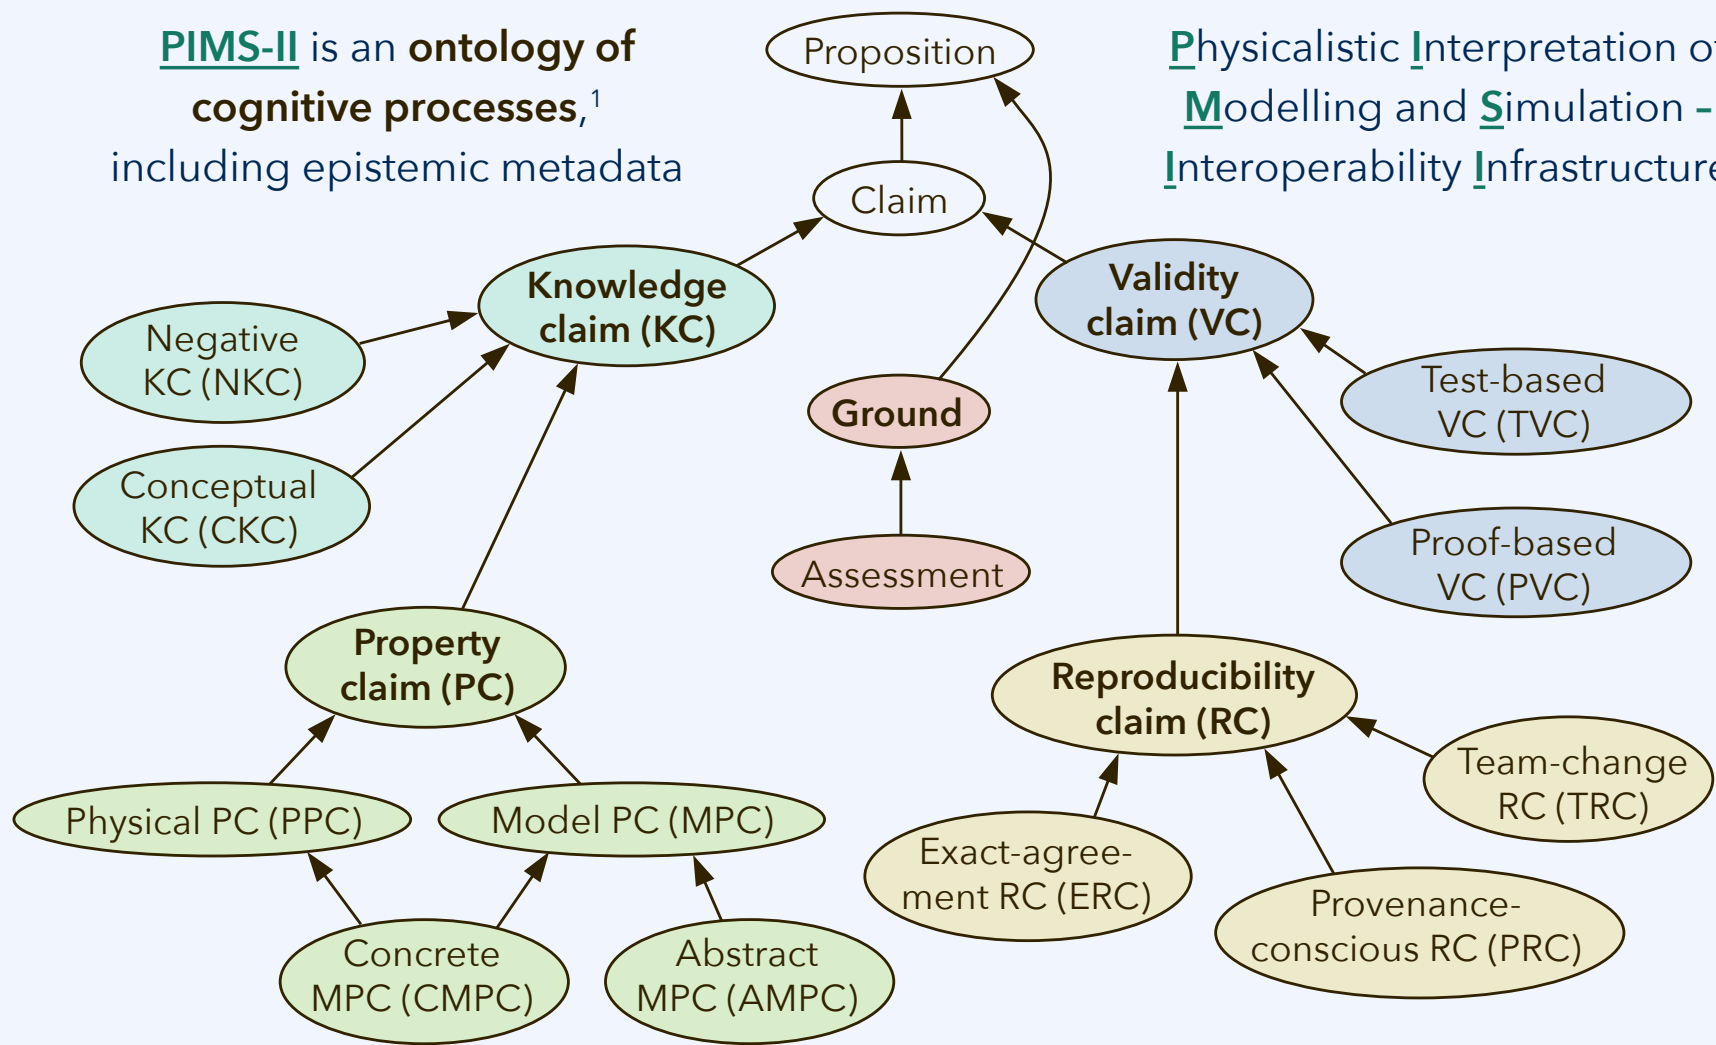 PIMS-II is an ontology of
cognitive processes,1
including epistemic metadata
Physicalistic Interpretation of
Modelling and Simulation –
Interoperability Infrastructure
Proposition
Claim
Knowledge
claim (KC)
Validity
claim (VC)
Negative
KC (NKC)
Conceptual
KC (CKC)
Ground
Assessment
Test-based
VC (TVC)
Proof-based
VC (PVC)
Property
claim (PC)
Reproducibility
claim (RC)
Physical PC (PPC)
Model PC (MPC)
Concrete
MPC (CMPC)
Abstract
MPC (AMPC)
Exact-agree-
ment RC (ERC)
Team-change
RC (TRC)
Provenance-
conscious RC (PRC)